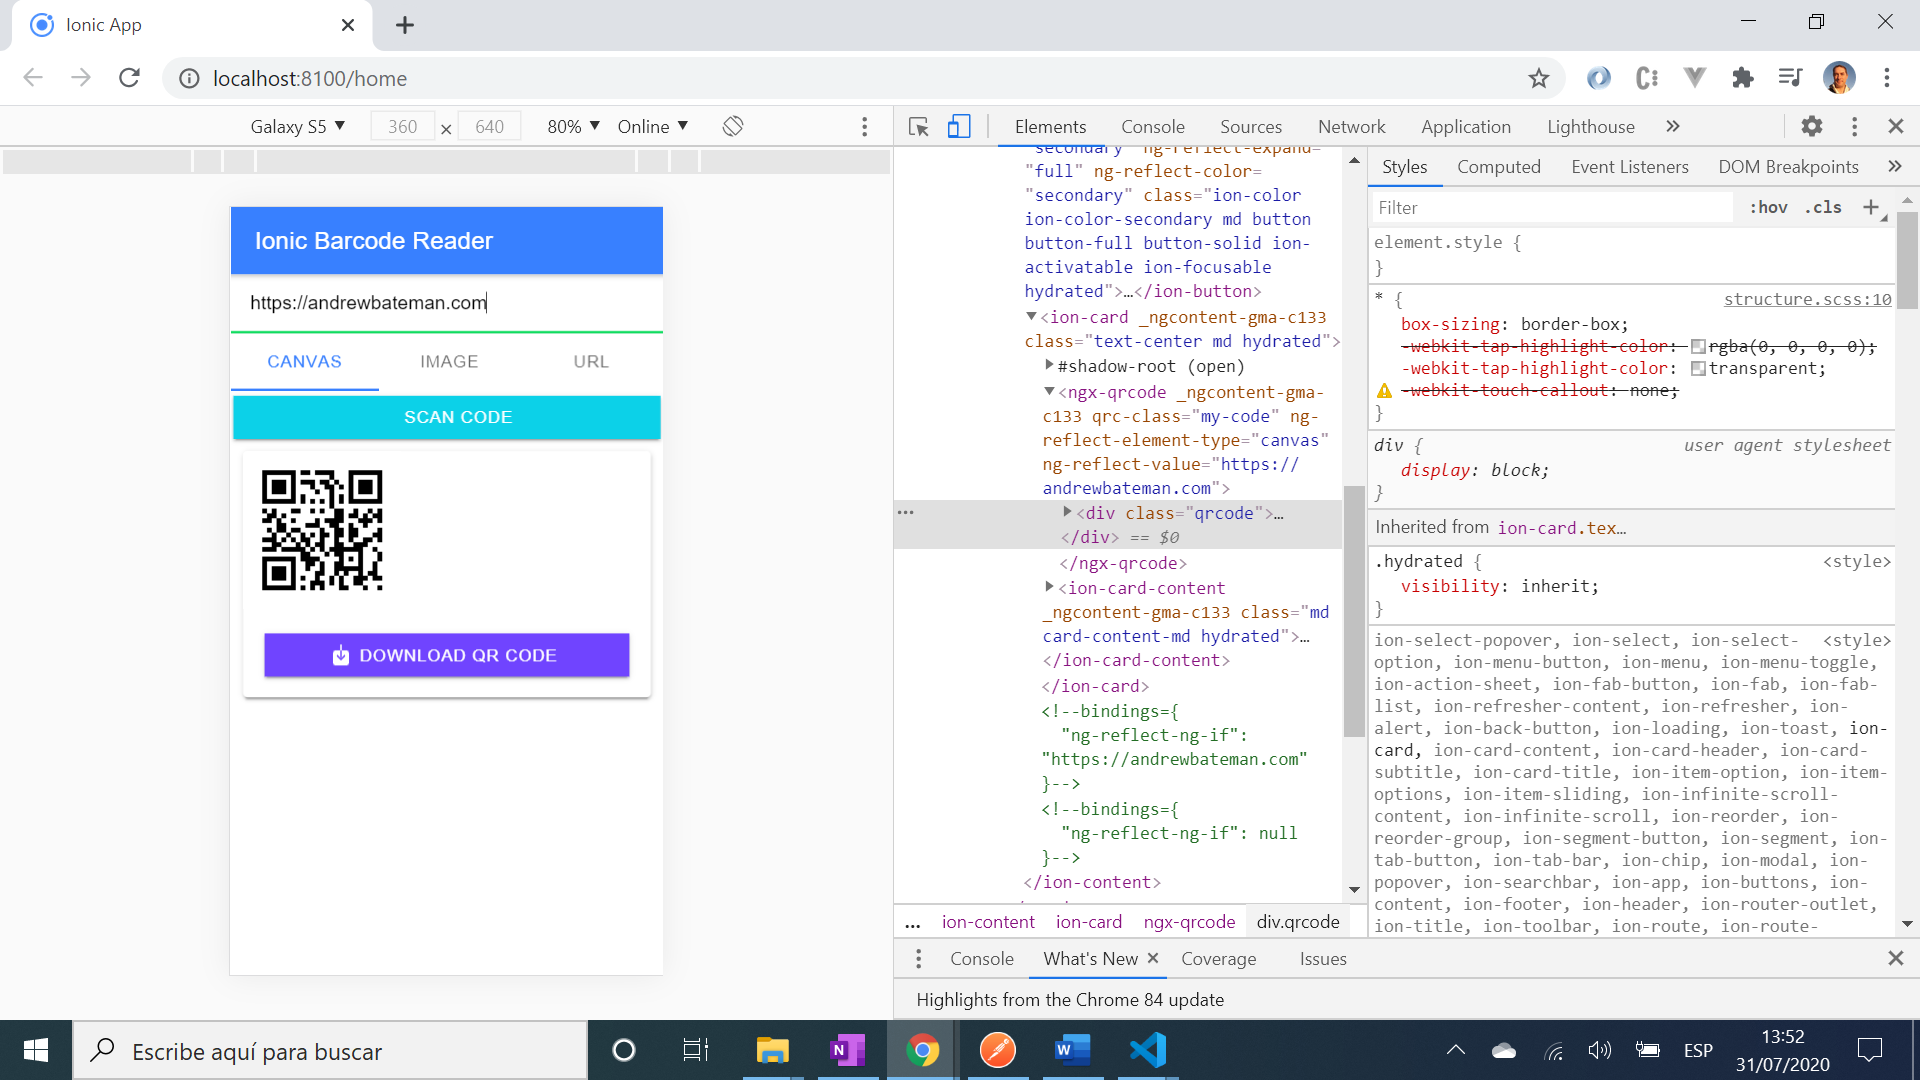 Ionic App
localhost:8100/home
Galaxy S5 ▼ 360 × 640 80% ▼ Online ▼
Ionic Barcode Reader
https://andrewbateman.com
CANVAS IMAGE URL
SCAN CODE
DOWNLOAD QR CODE
Elements Console Sources Network Application Lighthouse »
secondary" ng-reflect-expand=
"full" ng-reflect-color=
"secondary" class="ion-color
ion-color-secondary md button
button-full button-solid ion-
activatable ion-focusable
hydrated">…</ion-button>
▼<ion-card _ngcontent-gma-c133
class="text-center md hydrated">
▶#shadow-root (open)
▼<ngx-qrcode _ngcontent-gma-
c133 qrc-class="my-code" ng-
reflect-element-type="canvas"
ng-reflect-value="https://
andrewbateman.com">
… ▶<div class="qrcode">…
</div> == $0
</ngx-qrcode>
▶<ion-card-content
_ngcontent-gma-c133 class="md
card-content-md hydrated">…
</ion-card-content>
</ion-card>
<!--bindings={
"ng-reflect-ng-if":
"https://andrewbateman.com"
}-->
<!--bindings={
"ng-reflect-ng-if": null
}-->
</ion-content>
… ion-content ion-card ngx-qrcode div.qrcode
Styles Computed Event Listeners DOM Breakpoints »
Filter :hov .cls +
element.style {
}
* { structure.scss:10
box-sizing: border-box;
-webkit-tap-highlight-color: rgba(0, 0, 0, 0);
-webkit-tap-highlight-color: transparent;
-webkit-touch-callout: none;
}
div { user agent stylesheet
display: block;
}
Inherited from ion-card.tex…
.hydrated { <style>
visibility: inherit;
}
ion-select-popover, ion-select, ion-select- <style>
option, ion-menu-button, ion-menu, ion-menu-toggle,
ion-action-sheet, ion-fab-button, ion-fab, ion-fab-
list, ion-refresher-content, ion-refresher, ion-
alert, ion-back-button, ion-loading, ion-toast, ion-
card, ion-card-content, ion-card-header, ion-card-
subtitle, ion-card-title, ion-item-option, ion-item-
options, ion-item-sliding, ion-infinite-scroll-
content, ion-infinite-scroll, ion-reorder, ion-
reorder-group, ion-segment-button, ion-segment, ion-
tab-button, ion-tab-bar, ion-chip, ion-modal, ion-
popover, ion-searchbar, ion-app, ion-buttons, ion-
content, ion-footer, ion-header, ion-router-outlet,
ion-title, ion-toolbar, ion-route, ion-route-
Console What's New Coverage Issues
Highlights from the Chrome 84 update
Escribe aquí para buscar
ESP
13:52
31/07/2020